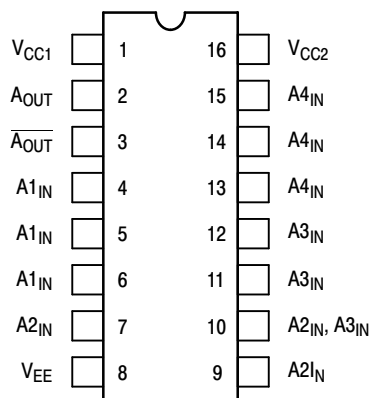 VCC1 1 16 VCC2
AOUT 2 15 A4IN
A̅O̅U̅T̅ 3 14 A4IN
A1IN 4 13 A4IN
A1IN 5 12 A3IN
A1IN 6 11 A3IN
A2IN 7 10 A2IN, A3IN
VEE 8 9 A2IN